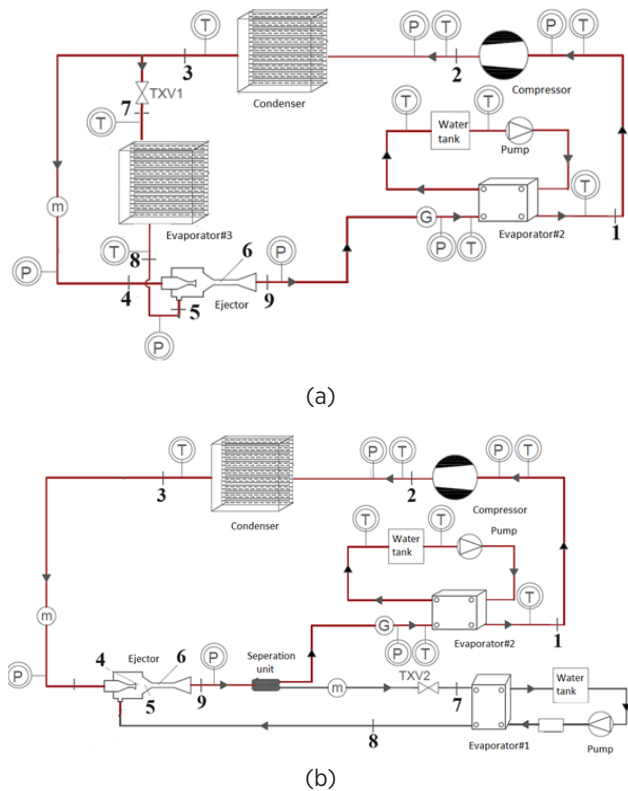 T
3
P
T
2
P
T
Compressor
Condenser
TXV1
7
T
T
Water
tank
T
Pump
m
T
Evaporator#3
G
1
T
8
6
P
P
T
Evaporator#2
P
4
5
Ejector
9
P
(a)
T
3
P
T
2
P
T
Condenser
Compressor
T
Water
tank
T
Pump
m
T
G
1
P
Ejector
4
6
P
Seperation
unit
P
T
Evaporator#2
5
9
m
TXV2
7
Water
tank
8
Evaporator#1
Pump
(b)